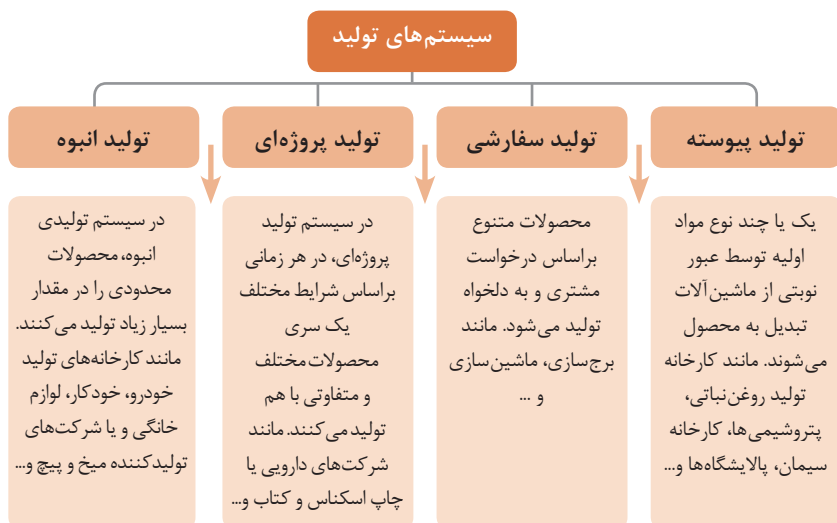 سیستم‌های تولید
تولید پیوسته
یک یا چند نوع مواد
اولیه توسط عبور
نوبتی از ماشین‌آلات
تبدیل به محصول
می‌شوند. مانند کارخانه
تولید روغن‌نباتی،
پتروشیمی‌ها، کارخانه
سیمان، پالایشگاه‌ها و...
تولید سفارشی
محصولات متنوع
براساس درخواست
مشتری و به دلخواه
تولید می‌شود. مانند
برج‌سازی، ماشین‌سازی
و ...
تولید پروژه‌ای
در سیستم تولید
پروژه‌ای، در هر زمانی
براساس شرایط مختلف
یک سری
محصولات مختلف
و متفاوتی با هم
تولید می‌کنند. مانند
شرکت‌های دارویی یا
چاپ اسکناس و کتاب و...
تولید انبوه
در سیستم تولیدی
انبوه، محصولات
محدودی را در مقدار
بسیار زیاد تولید می‌کنند.
مانند کارخانه‌های تولید
خودرو، خودکار، لوازم
خانگی و یا شرکت‌های
تولیدکننده میخ و پیچ و...